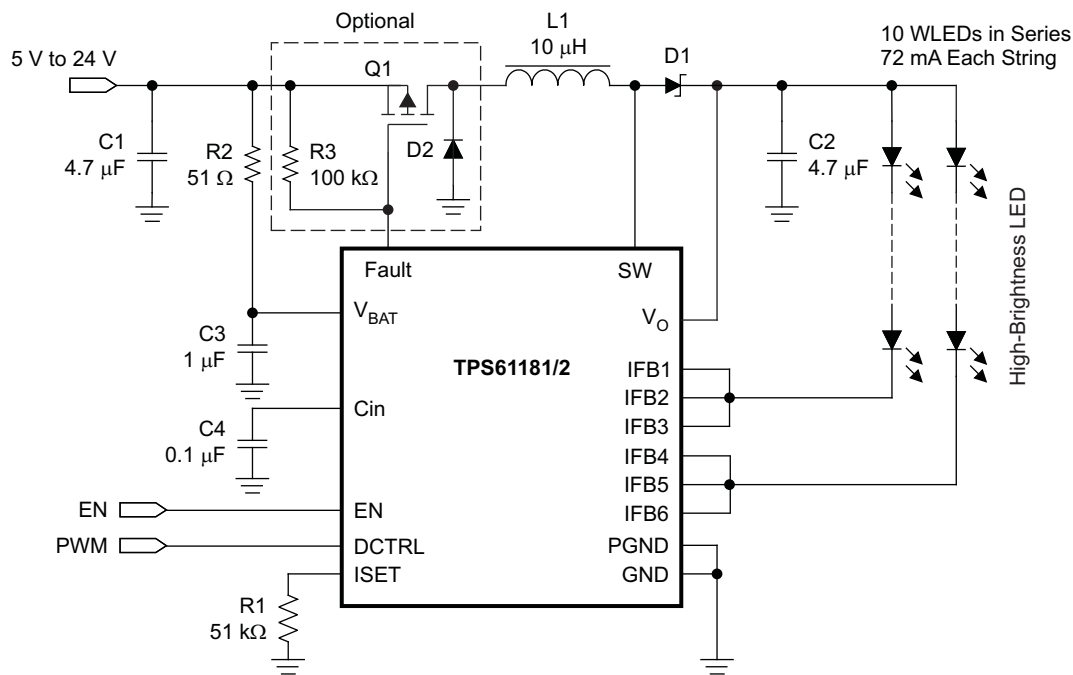 Optional
L1
10 μH
10 WLEDs in Series
72 mA Each String
5 V to 24 V
Q1
D1
C1
4.7 μF
R2
51 Ω
R3
100 kΩ
D2
C2
4.7 μF
High-Brightness LED
Fault
SW
VBAT
VO
C3
1 μF
TPS61181/2
IFB1
IFB2
IFB3
Cin
C4
0.1 μF
IFB4
IFB5
IFB6
EN
EN
PWM
DCTRL
PGND
ISET
GND
R1
51 kΩ